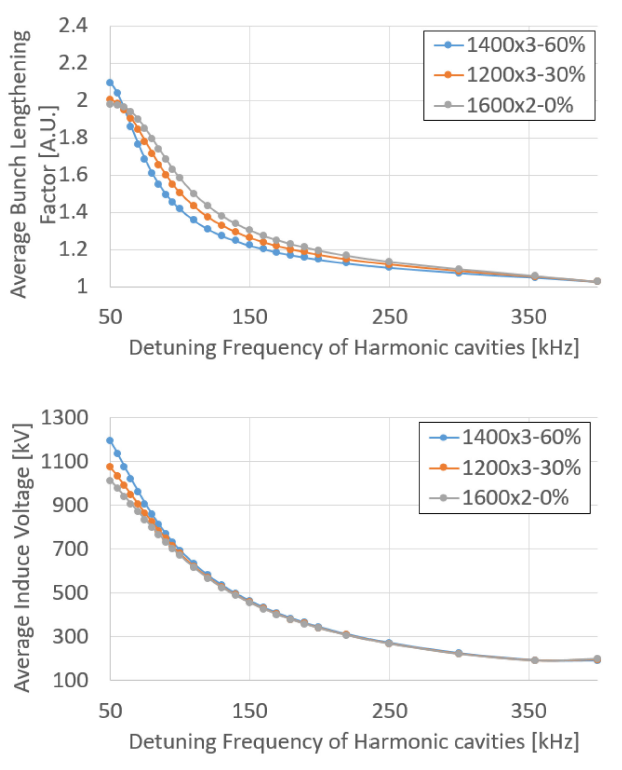 2.4
2.2
2
1.8
1.6
1.4
1.2
1
Average Bunch Lengthening
Factor [A.U.]
1400x3-60%
1200x3-30%
1600x2-0%
50
150
250
350
Detuning Frequency of Harmonic cavities [kHz]
1300
1100
900
700
500
300
100
Average Induce Voltage [kV]
1400x3-60%
1200x3-30%
1600x2-0%
50
150
250
350
Detuning Frequency of Harmonic cavities [kHz]